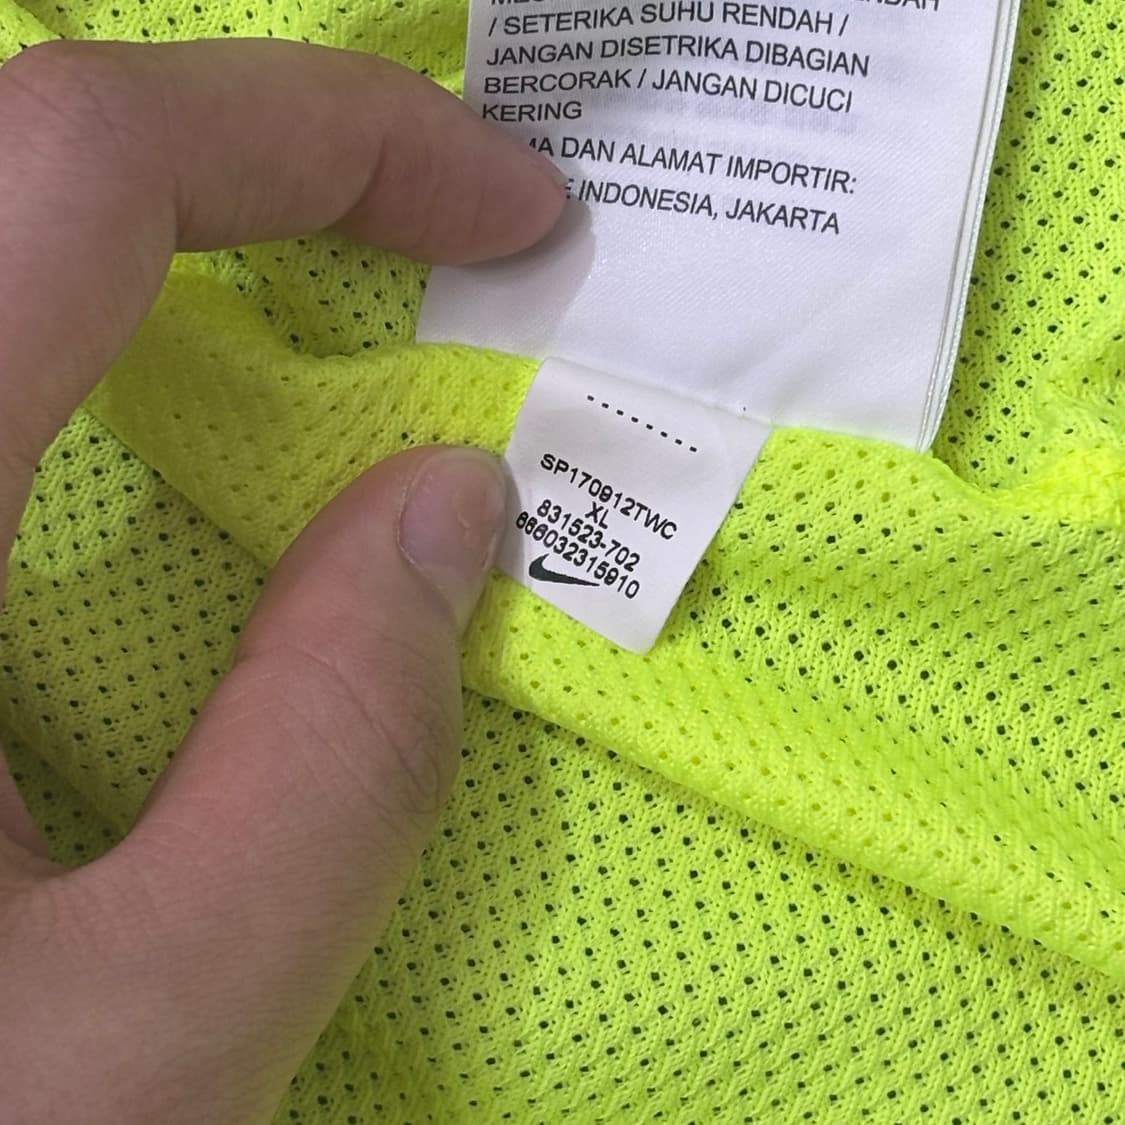 / SETERIKA SUHU RENDAH /
JANGAN DISETRIKA DIBAGIAN
BERCORAK / JANGAN DICUCI
KERING
DAN ALAMAT IMPORTIR:
INDONESIA, JAKARTA
SP170912TWC
XL
831523-702
666032315910